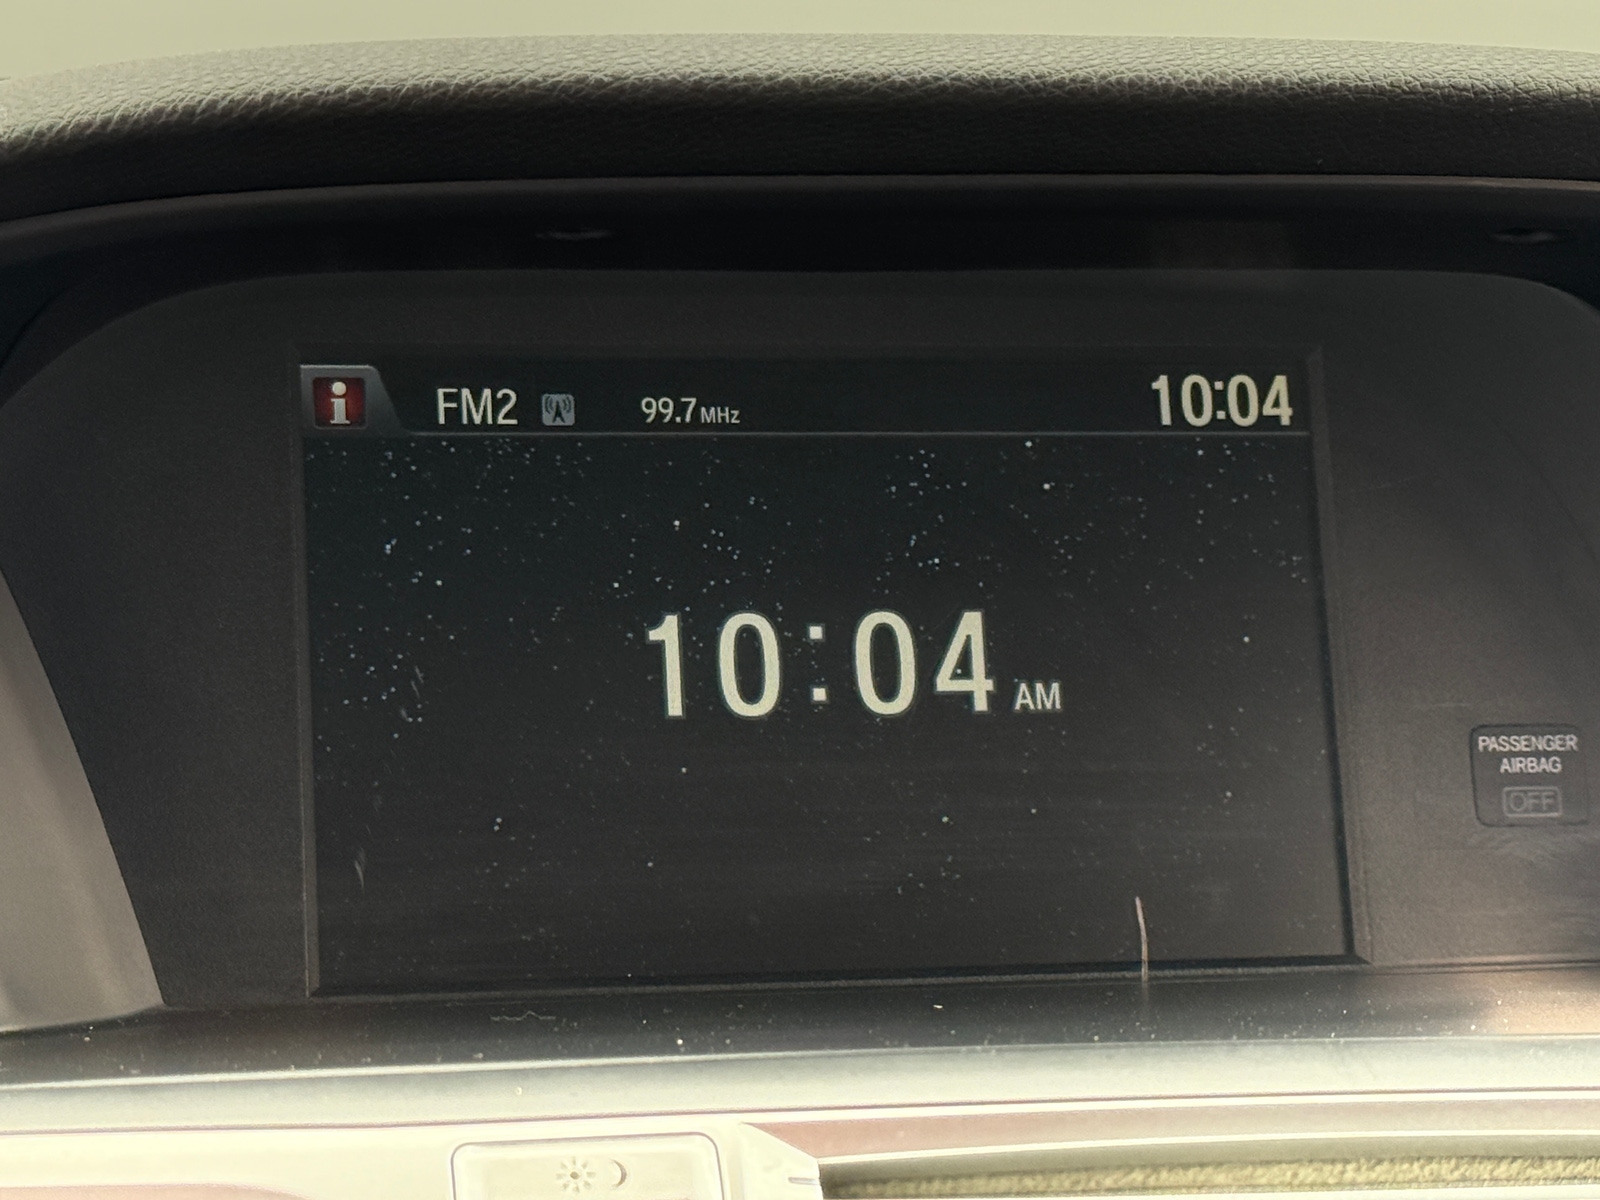 i FM2 99.7 MHz 10:04
10:04 AM
PASSENGER
AIRBAG
OFF